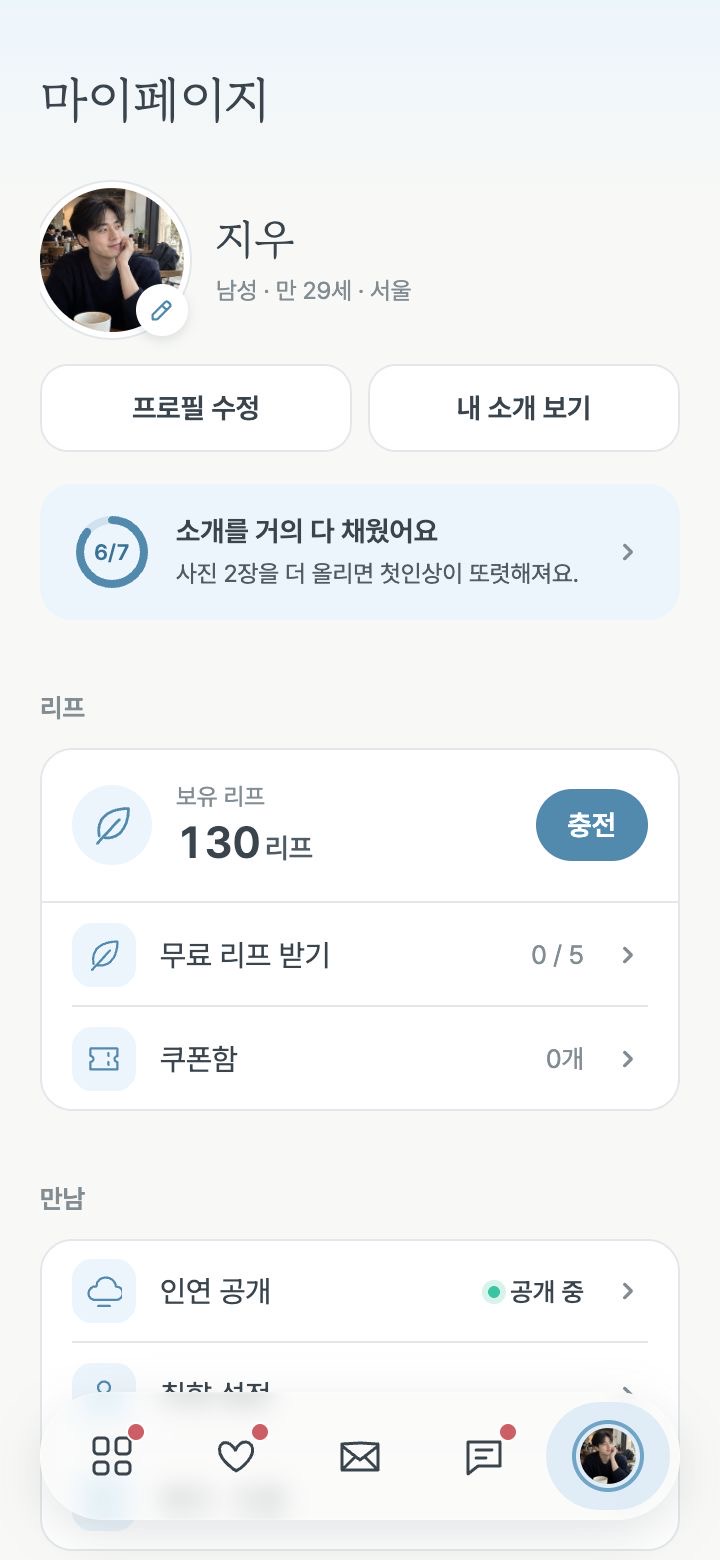 마이페이지
지우
남성 · 만 29세 · 서울
프로필 수정
내 소개 보기
6/7
소개를 거의 다 채웠어요
사진 2장을 더 올리면 첫인상이 또렷해져요.
리프
보유 리프
130 리프
충전
무료 리프 받기
0 / 5
쿠폰함
0개
만남
인연 공개
공개 중